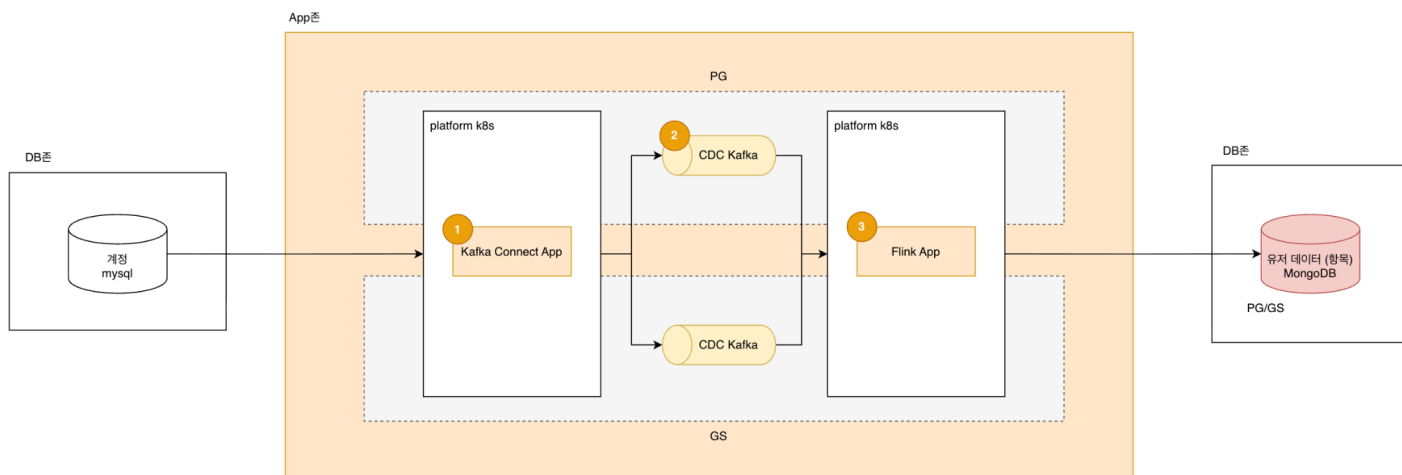 App존
PG
platform k8s
platform k8s
2
CDC Kafka
DB존
DB존
1
Kafka Connect App
3
Flink App
계정
mysql
유저 데이터 (항목)
MongoDB
PG/GS
CDC Kafka
GS